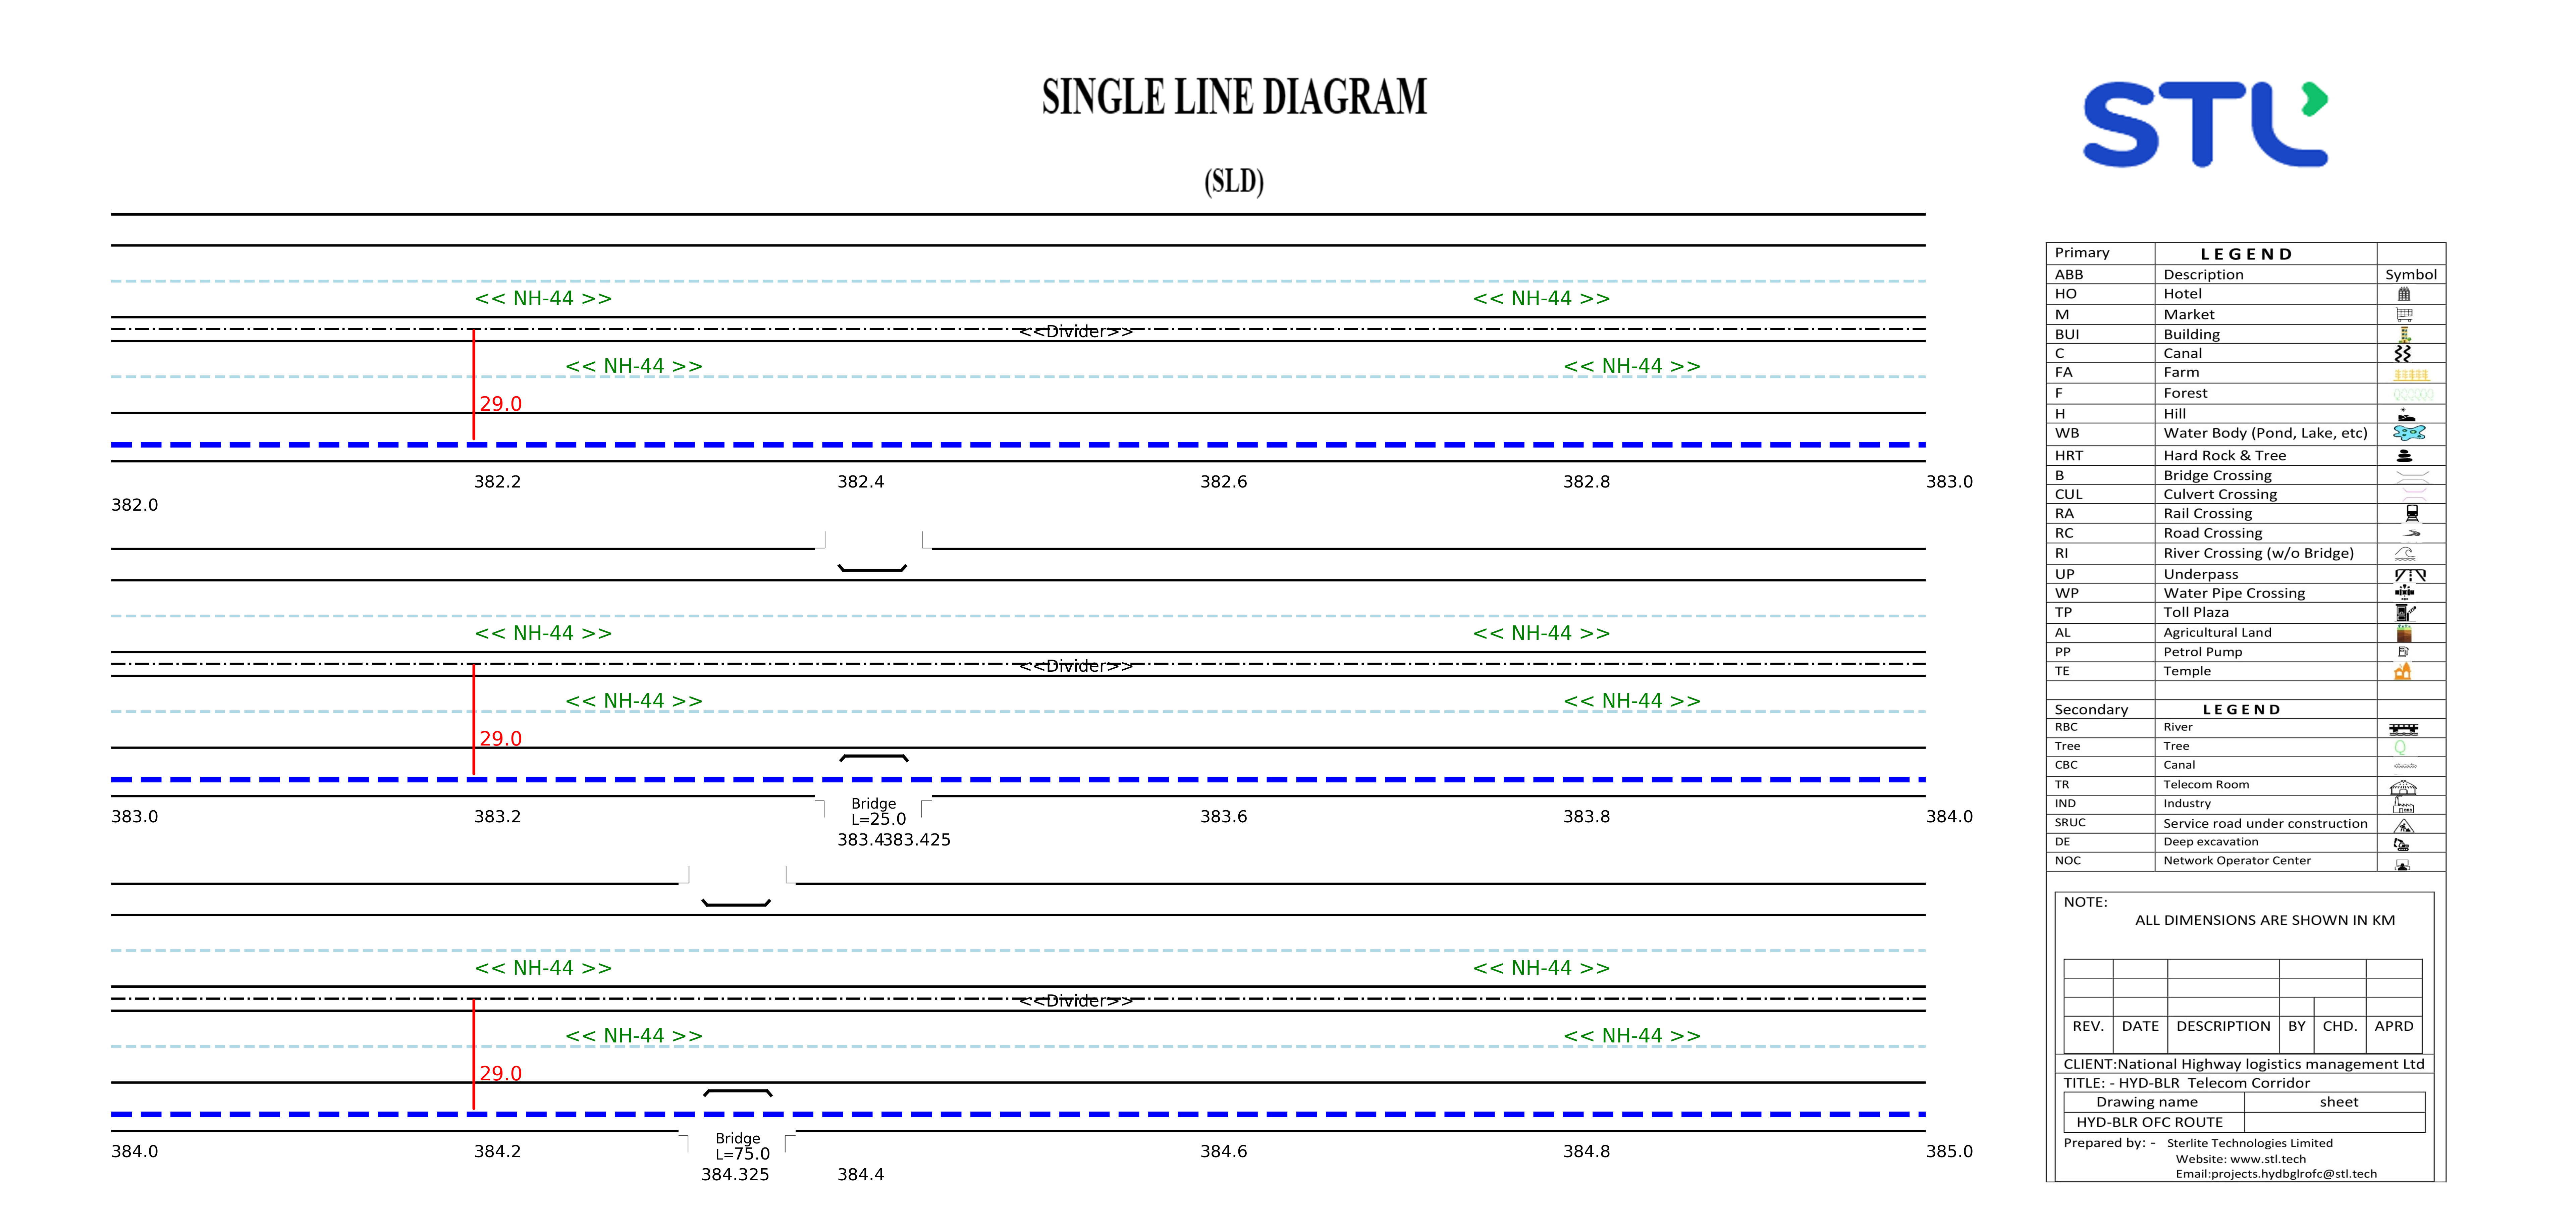 SINGLE LINE DIAGRAM
STL
(SLD)
<< NH-44 >> << NH-44 >>
<<Divider>>
<< NH-44 >> << NH-44 >>
29.0
382.2 382.4 382.6 382.8 383.0
382.0
<< NH-44 >> << NH-44 >>
<<Divider>>
<< NH-44 >> << NH-44 >>
29.0
Bridge
L=25.0
383.0 383.2 383.6 383.8 384.0
383.4 383.425
<< NH-44 >> << NH-44 >>
<<Divider>>
<< NH-44 >> << NH-44 >>
29.0
Bridge
L=75.0
384.0 384.2 384.6 384.8 385.0
384.325 384.4
Primary LEGEND
ABB Description Symbol
HO Hotel
M Market
BUI Building
C Canal
FA Farm
F Forest
H Hill
WB Water Body (Pond, Lake, etc)
HRT Hard Rock & Tree
B Bridge Crossing
CUL Culvert Crossing
RA Rail Crossing
RC Road Crossing
RI River Crossing (w/o Bridge)
UP Underpass
WP Water Pipe Crossing
TP Toll Plaza
AL Agricultural Land
PP Petrol Pump
TE Temple
Secondary LEGEND
RBC River
Tree Tree
CBC Canal
TR Telecom Room
IND Industry
SRUC Service road under construction
DE Deep excavation
NOC Network Operator Center
NOTE:
ALL DIMENSIONS ARE SHOWN IN KM
REV. DATE DESCRIPTION BY CHD. APRD
CLIENT:National Highway logistics management Ltd
TITLE: - HYD-BLR Telecom Corridor
Drawing name sheet
HYD-BLR OFC ROUTE
Prepared by: - Sterlite Technologies Limited
Website: www.stl.tech
Email:projects.hydbglrofc@stl.tech